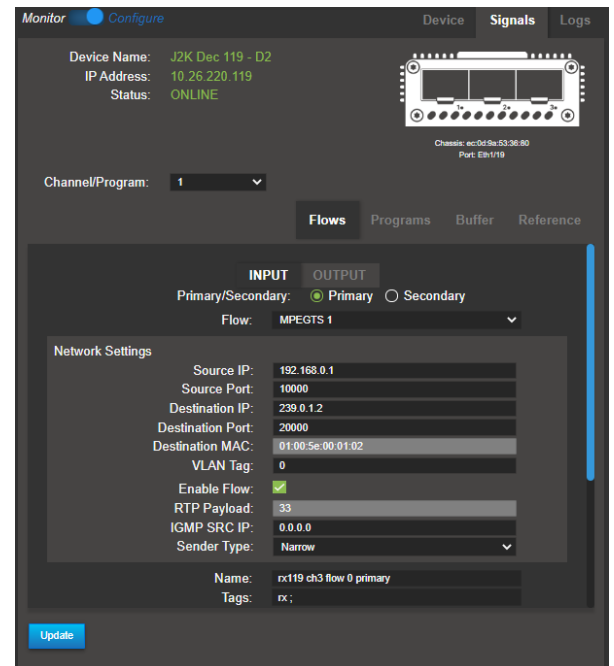 Monitor Configure Device Signals Logs
Device Name: J2K Dec 119 - D2
IP Address: 10.26.220.119
Status: ONLINE
1* 2* 3*
Chassis: ec:0d:9a:53:36:80
Port: Eth1/19
Channel/Program: 1
Flows Programs Buffer Reference
INPUT OUTPUT
Primary/Secondary: Primary Secondary
Flow: MPEGTS 1
Network Settings
Source IP: 192.168.0.1
Source Port: 10000
Destination IP: 239.0.1.2
Destination Port: 20000
Destination MAC: 01:00:5e:00:01:02
VLAN Tag: 0
Enable Flow:
RTP Payload: 33
IGMP SRC IP: 0.0.0.0
Sender Type: Narrow
Name: rx119 ch3 flow 0 primary
Tags: rx ;
Update